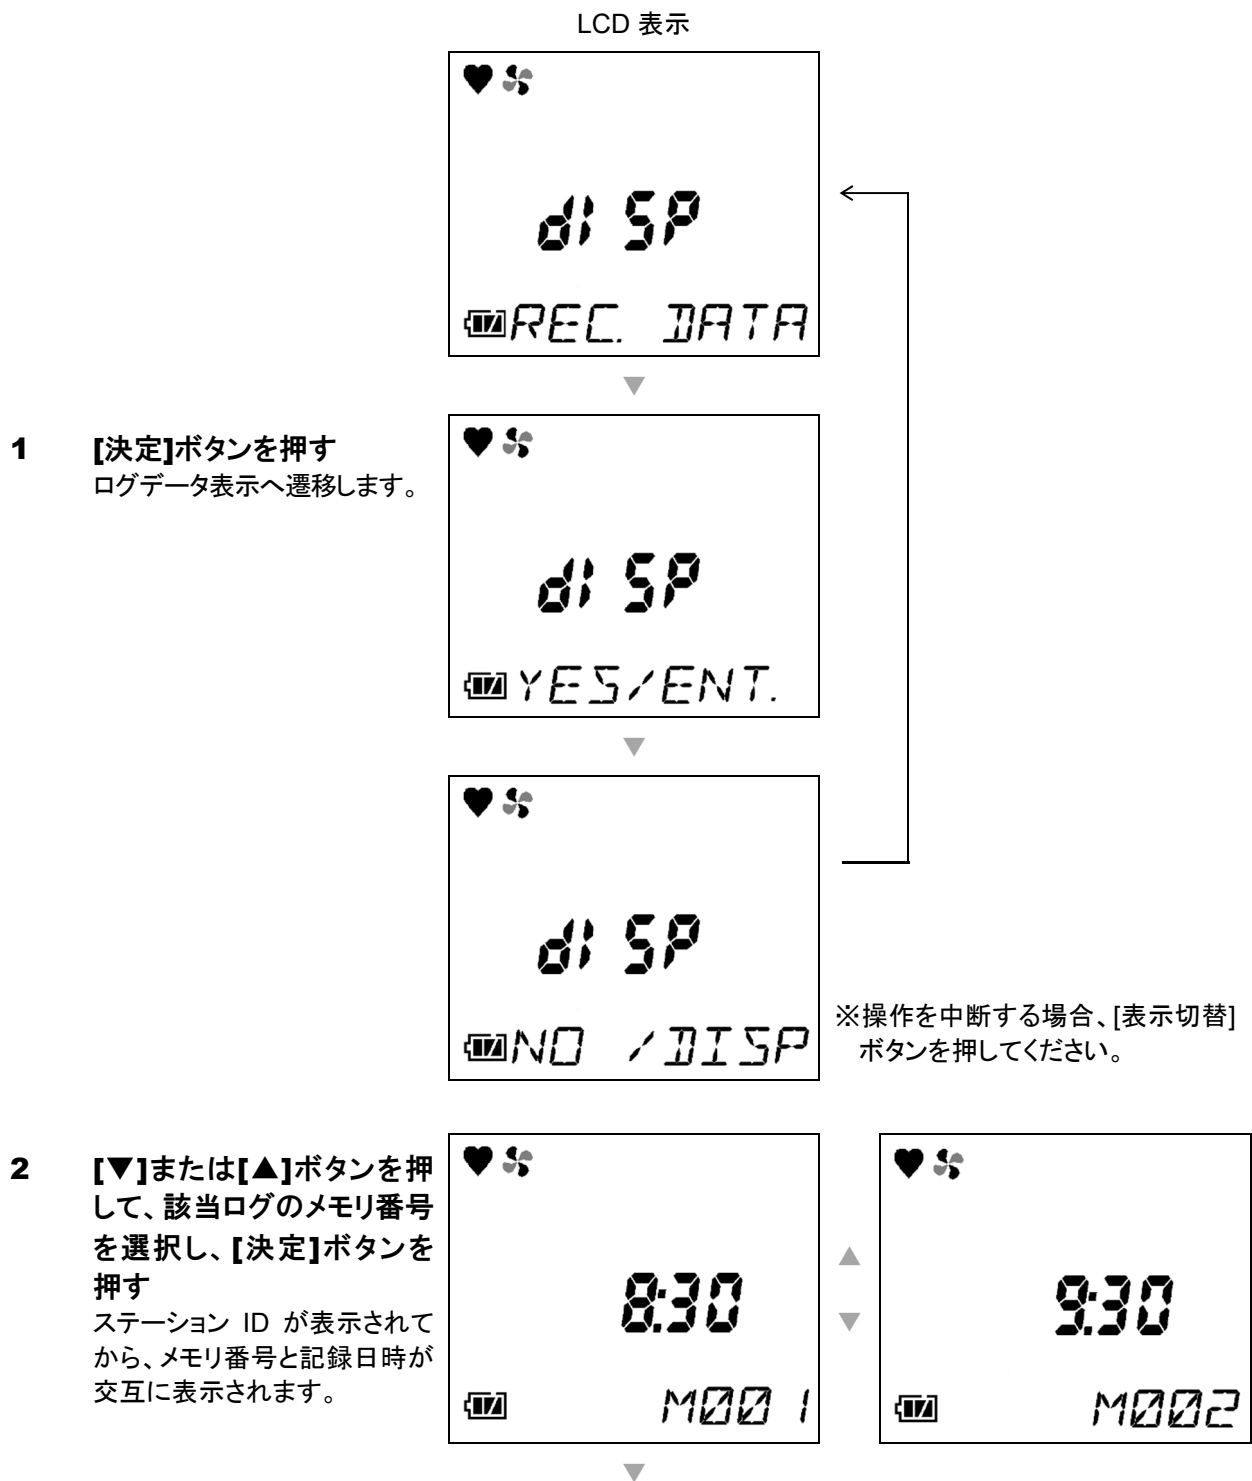 LCD 表示
di SP
REC. DATA
▼
1 [決定]ボタンを押す
ログデータ表示へ遷移します。
di SP
YES/ENT.
▼
di SP
NO /DISP
※操作を中断する場合、[表示切替]
ボタンを押してください。
2 [▼]または[▲]ボタンを押
して、該当ログのメモリ番号
を選択し、[決定]ボタンを
押す
ステーション ID が表示されて
から、メモリ番号と記録日時が
交互に表示されます。
8:30
M001
▲
▼
9:30
M002
▼